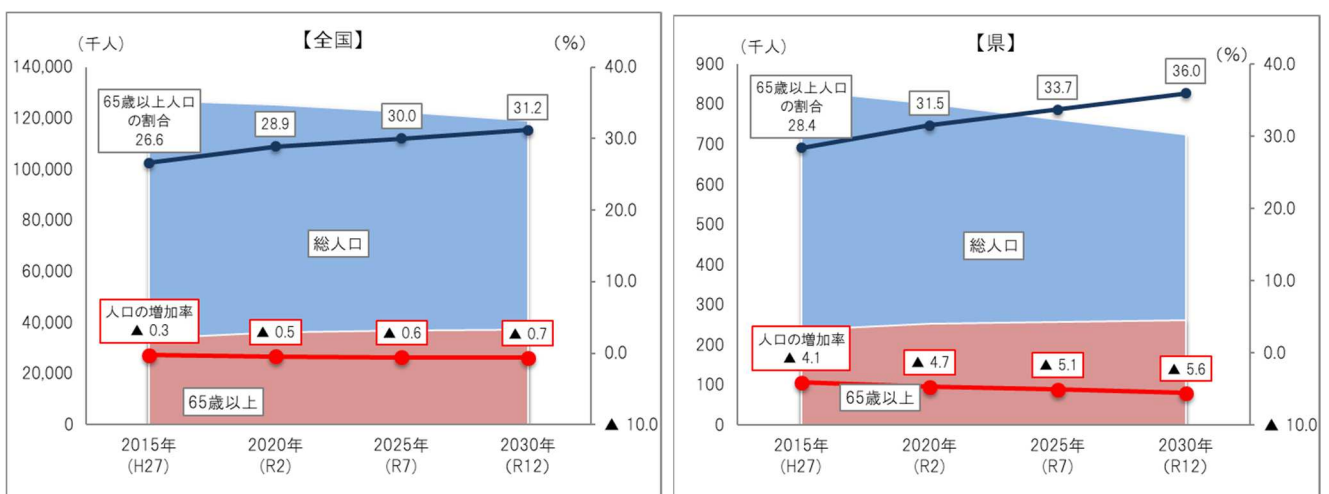 【全国】
(千人)
(%)
140,000
120,000
100,000
80,000
60,000
40,000
20,000
0
40.0
30.0
20.0
10.0
0.0
▲ 10.0
65歳以上人口
の割合
26.6
28.9
30.0
31.2
総人口
人口の増加率
▲ 0.3
▲ 0.5
▲ 0.6
▲ 0.7
65歳以上
2015年
(H27)
2020年
(R2)
2025年
(R7)
2030年
(R12)
【県】
(千人)
(%)
900
800
700
600
500
400
300
200
100
0
40.0
30.0
20.0
10.0
0.0
▲ 10.0
65歳以上人口
の割合
28.4
31.5
33.7
36.0
総人口
人口の増加率
▲ 4.1
▲ 4.7
▲ 5.1
▲ 5.6
65歳以上
2015年
(H27)
2020年
(R2)
2025年
(R7)
2030年
(R12)